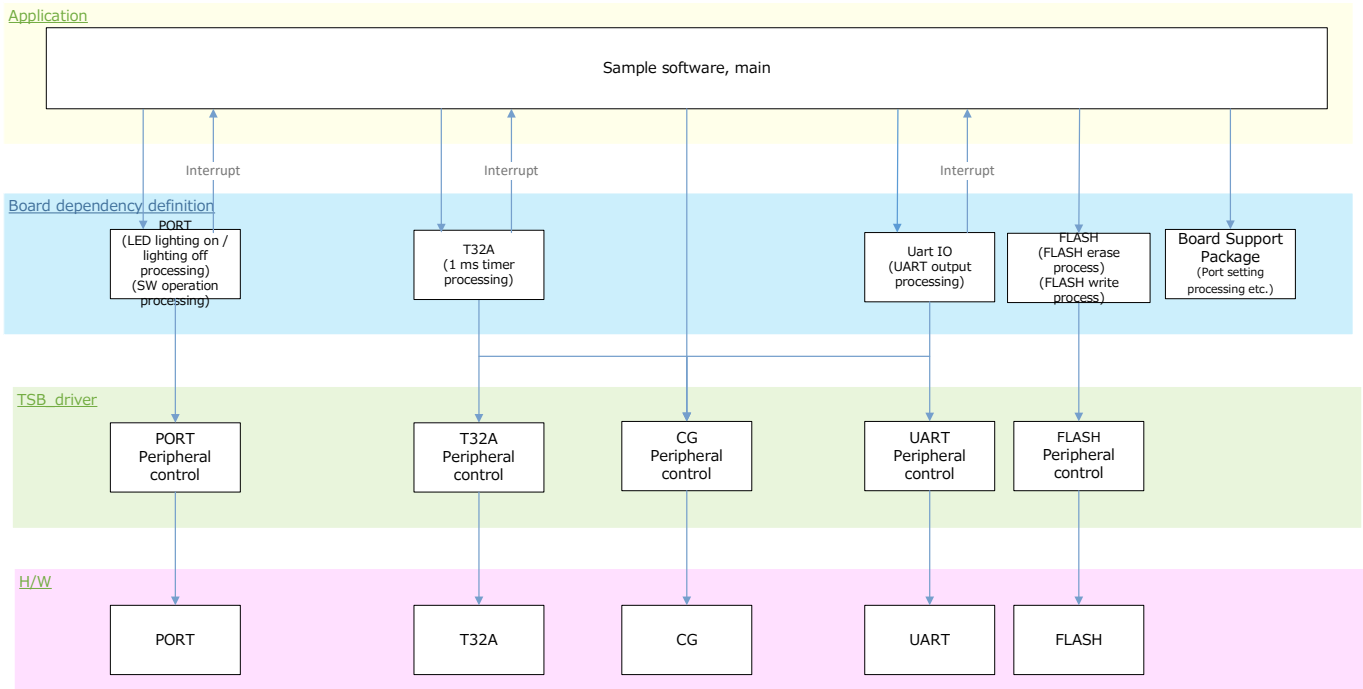 Application
Sample software, main
Interrupt
Interrupt
Interrupt
Board dependency definition
PORT
(LED lighting on /
lighting off
processing)
(SW operation
processing)
T32A
(1 ms timer
processing)
Uart IO
(UART output
processing)
FLASH
(FLASH erase
process)
(FLASH write
process)
Board Support
Package
(Port setting
processing etc.)
TSB driver
PORT
Peripheral
control
T32A
Peripheral
control
CG
Peripheral
control
UART
Peripheral
control
FLASH
Peripheral
control
H/W
PORT
T32A
CG
UART
FLASH